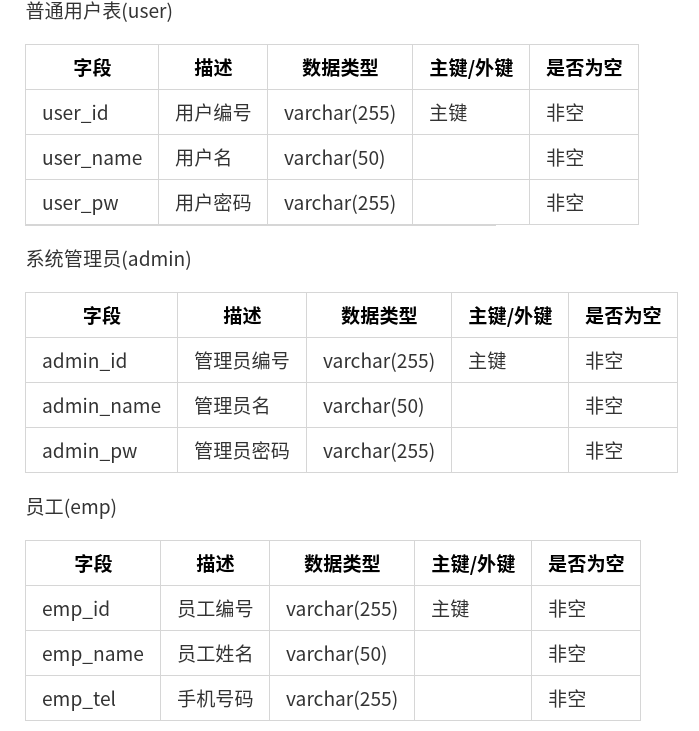 普通用户表(user)
字段 描述 数据类型 主键/外键 是否为空
user_id 用户编号 varchar(255) 主键 非空
user_name 用户名 varchar(50) 非空
user_pw 用户密码 varchar(255) 非空
系统管理员(admin)
字段 描述 数据类型 主键/外键 是否为空
admin_id 管理员编号 varchar(255) 主键 非空
admin_name 管理员名 varchar(50) 非空
admin_pw 管理员密码 varchar(255) 非空
员工(emp)
字段 描述 数据类型 主键/外键 是否为空
emp_id 员工编号 varchar(255) 主键 非空
emp_name 员工姓名 varchar(50) 非空
emp_tel 手机号码 varchar(255) 非空